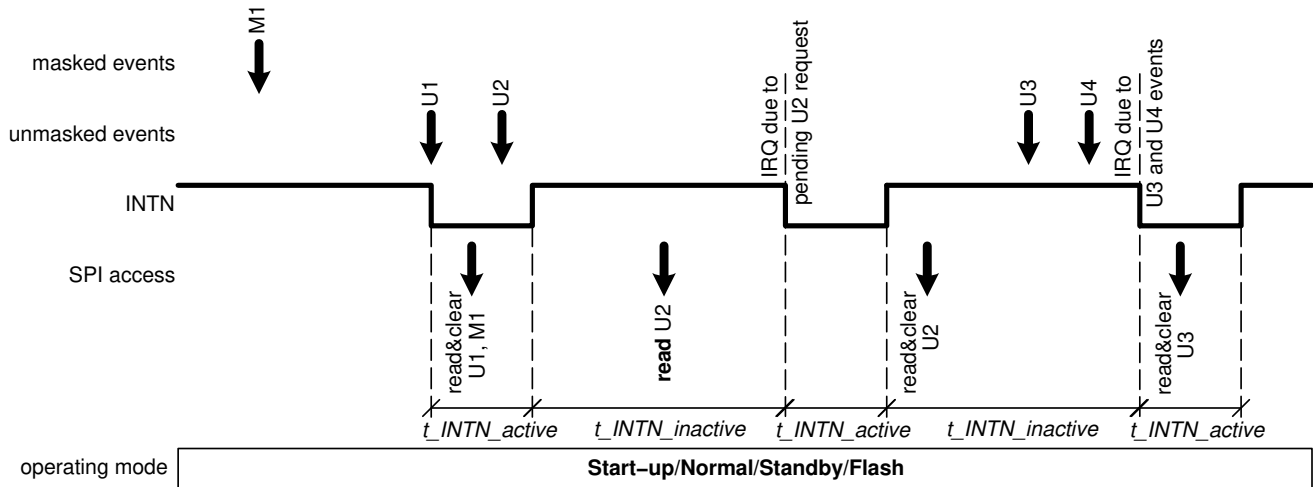 M1
masked events
unmasked events
U1
U2
IRQ due to
pending U2 request
U3
U4
IRQ due to
U3 and U4 events
INTN
SPI access
read&clear
U1, M1
read U2
read&clear
U2
read&clear
U3
t_INTN_active
t_INTN_inactive
t_INTN_active
t_INTN_inactive
t_INTN_active
operating mode
Start−up/Normal/Standby/Flash